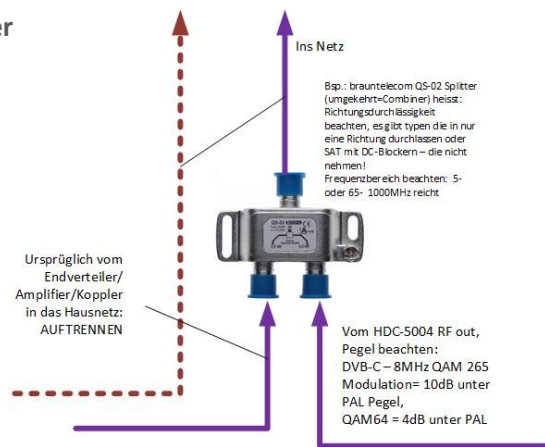 er
Ins Netz
Bsp.: brauntelecom QS-02 Splitter
(umgekehrt=Combiner) heisst:
Richtungsdurchlässigkeit
beachten, es gibt typen die in nur
eine Richtung durchlassen oder
SAT mit DC-Blockern – die nicht
nehmen!
Frequenzbereich beachten: 5-
oder 65- 1000MHz reicht
QS-02
Ursprüglich vom
Endverteiler/
Amplifier/Koppler
in das Hausnetz:
AUFTRENNEN
Vom HDC-5004 RF out,
Pegel beachten:
DVB-C – 8MHz QAM 265
Modulation= 10dB unter
PAL Pegel,
QAM64 = 4dB unter PAL